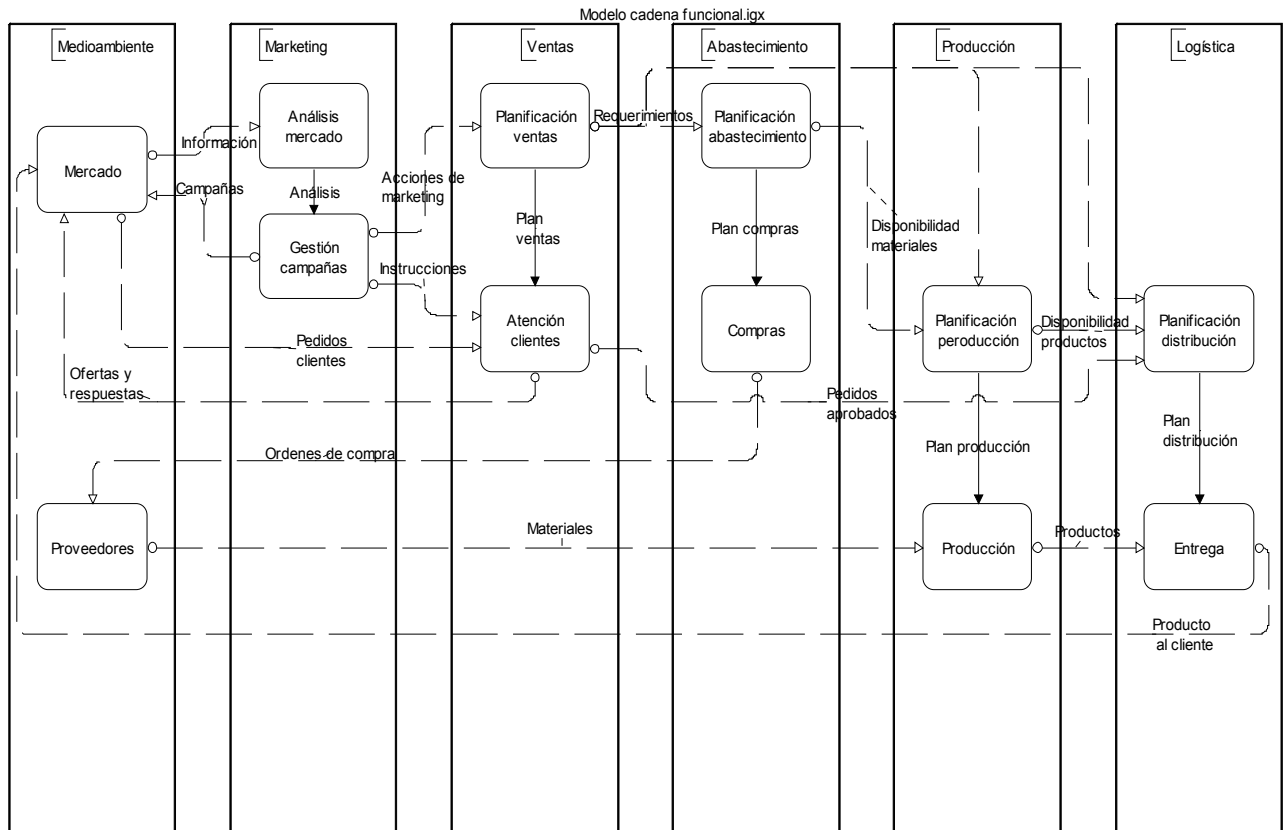 Modelo cadena funcional.igx
Medioambiente
Marketing
Ventas
Abastecimiento
Producción
Logística
Análisis
mercado
Planificación
ventas
Requerimientos
Planificación
abastecimiento
Información
Mercado
Campañas
Análisis
Acciones de
marketing
Plan
ventas
Plan compras
Disponibilidad
materiales
Gestión
campañas
Instrucciones
Atención
clientes
Compras
Planificación
peroducción
Disponibilidad
productos
Planificación
distribución
Pedidos
clientes
Ofertas y
respuestas
Pedidos
aprobados
Plan
distribución
Ordenes de compra
Plan producción
Proveedores
Materiales
Producción
Productos
Entrega
Producto
al cliente